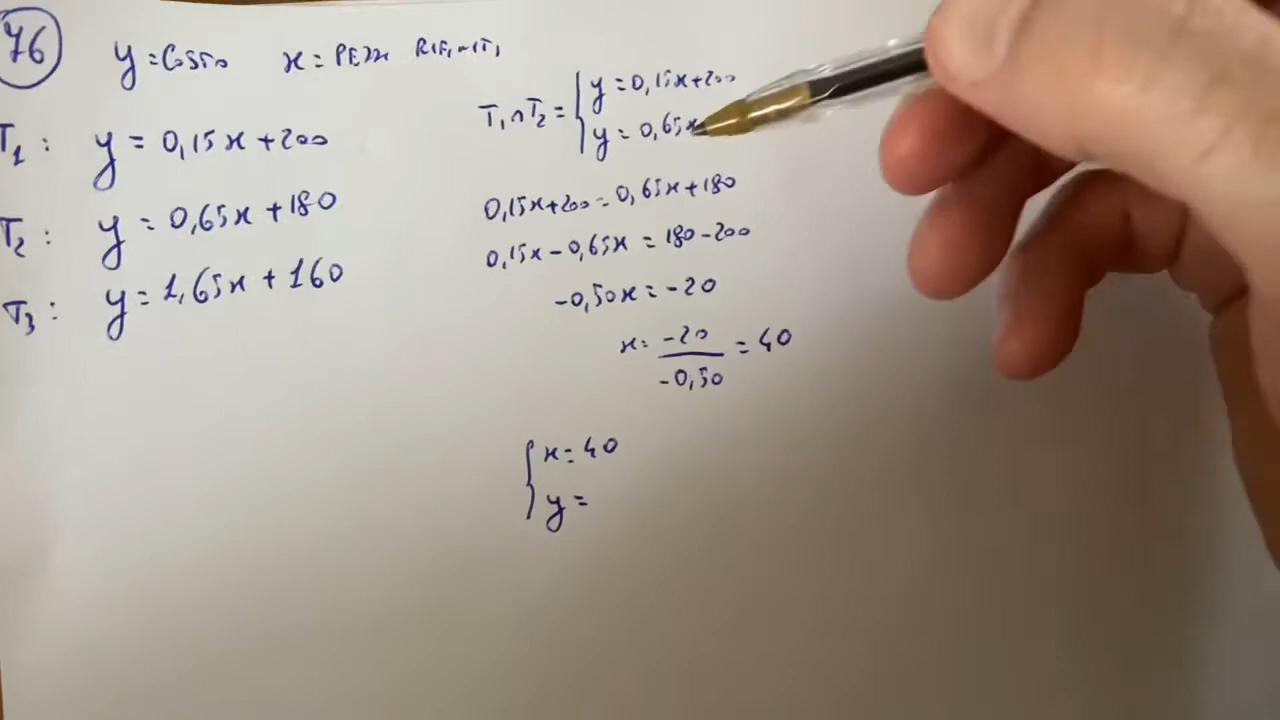 76
y = COSTO x = PEZZI RIFINITI
T1: y = 0,15x + 200
T2: y = 0,65x + 180
T3: y = 1,65x + 160
T1 ∩ T2 = { y = 0,15x + 200
y = 0,65x
0,15x + 200 = 0,65x + 180
0,15x - 0,65x = 180 - 200
-0,50x = -20
x = -20 / -0,50 = 40
{ x = 40
y =